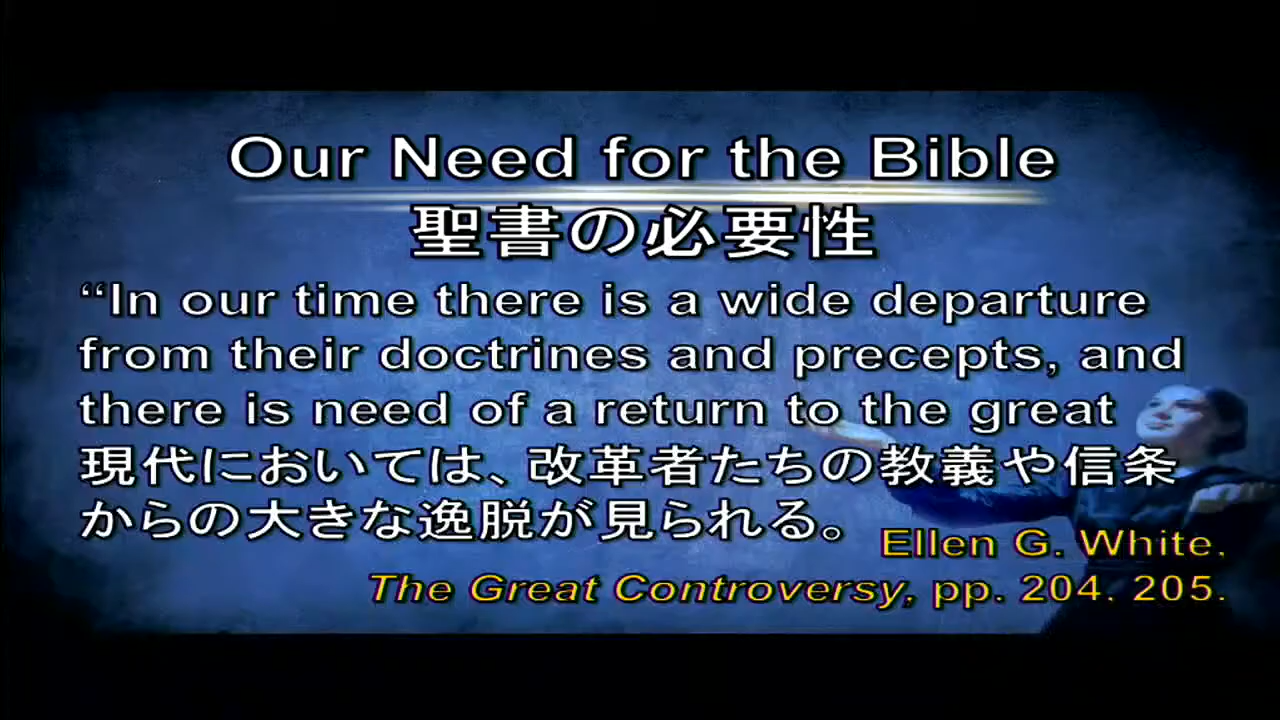 Our Need for the Bible
聖書の必要性
“In our time there is a wide departure
from their doctrines and precepts, and
there is need of a return to the great
現代においては、改革者たちの教義や信条
からの大きな逸脱が見られる。
Ellen G. White.
The Great Controversy, pp. 204. 205.